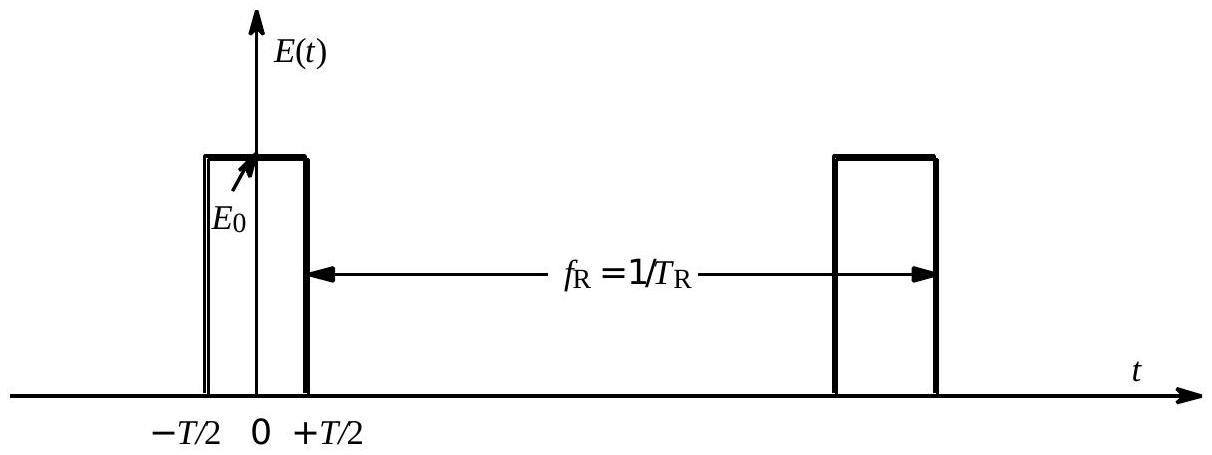 E(t)
E0
fR = 1/TR
t
−T/2 0 +T/2